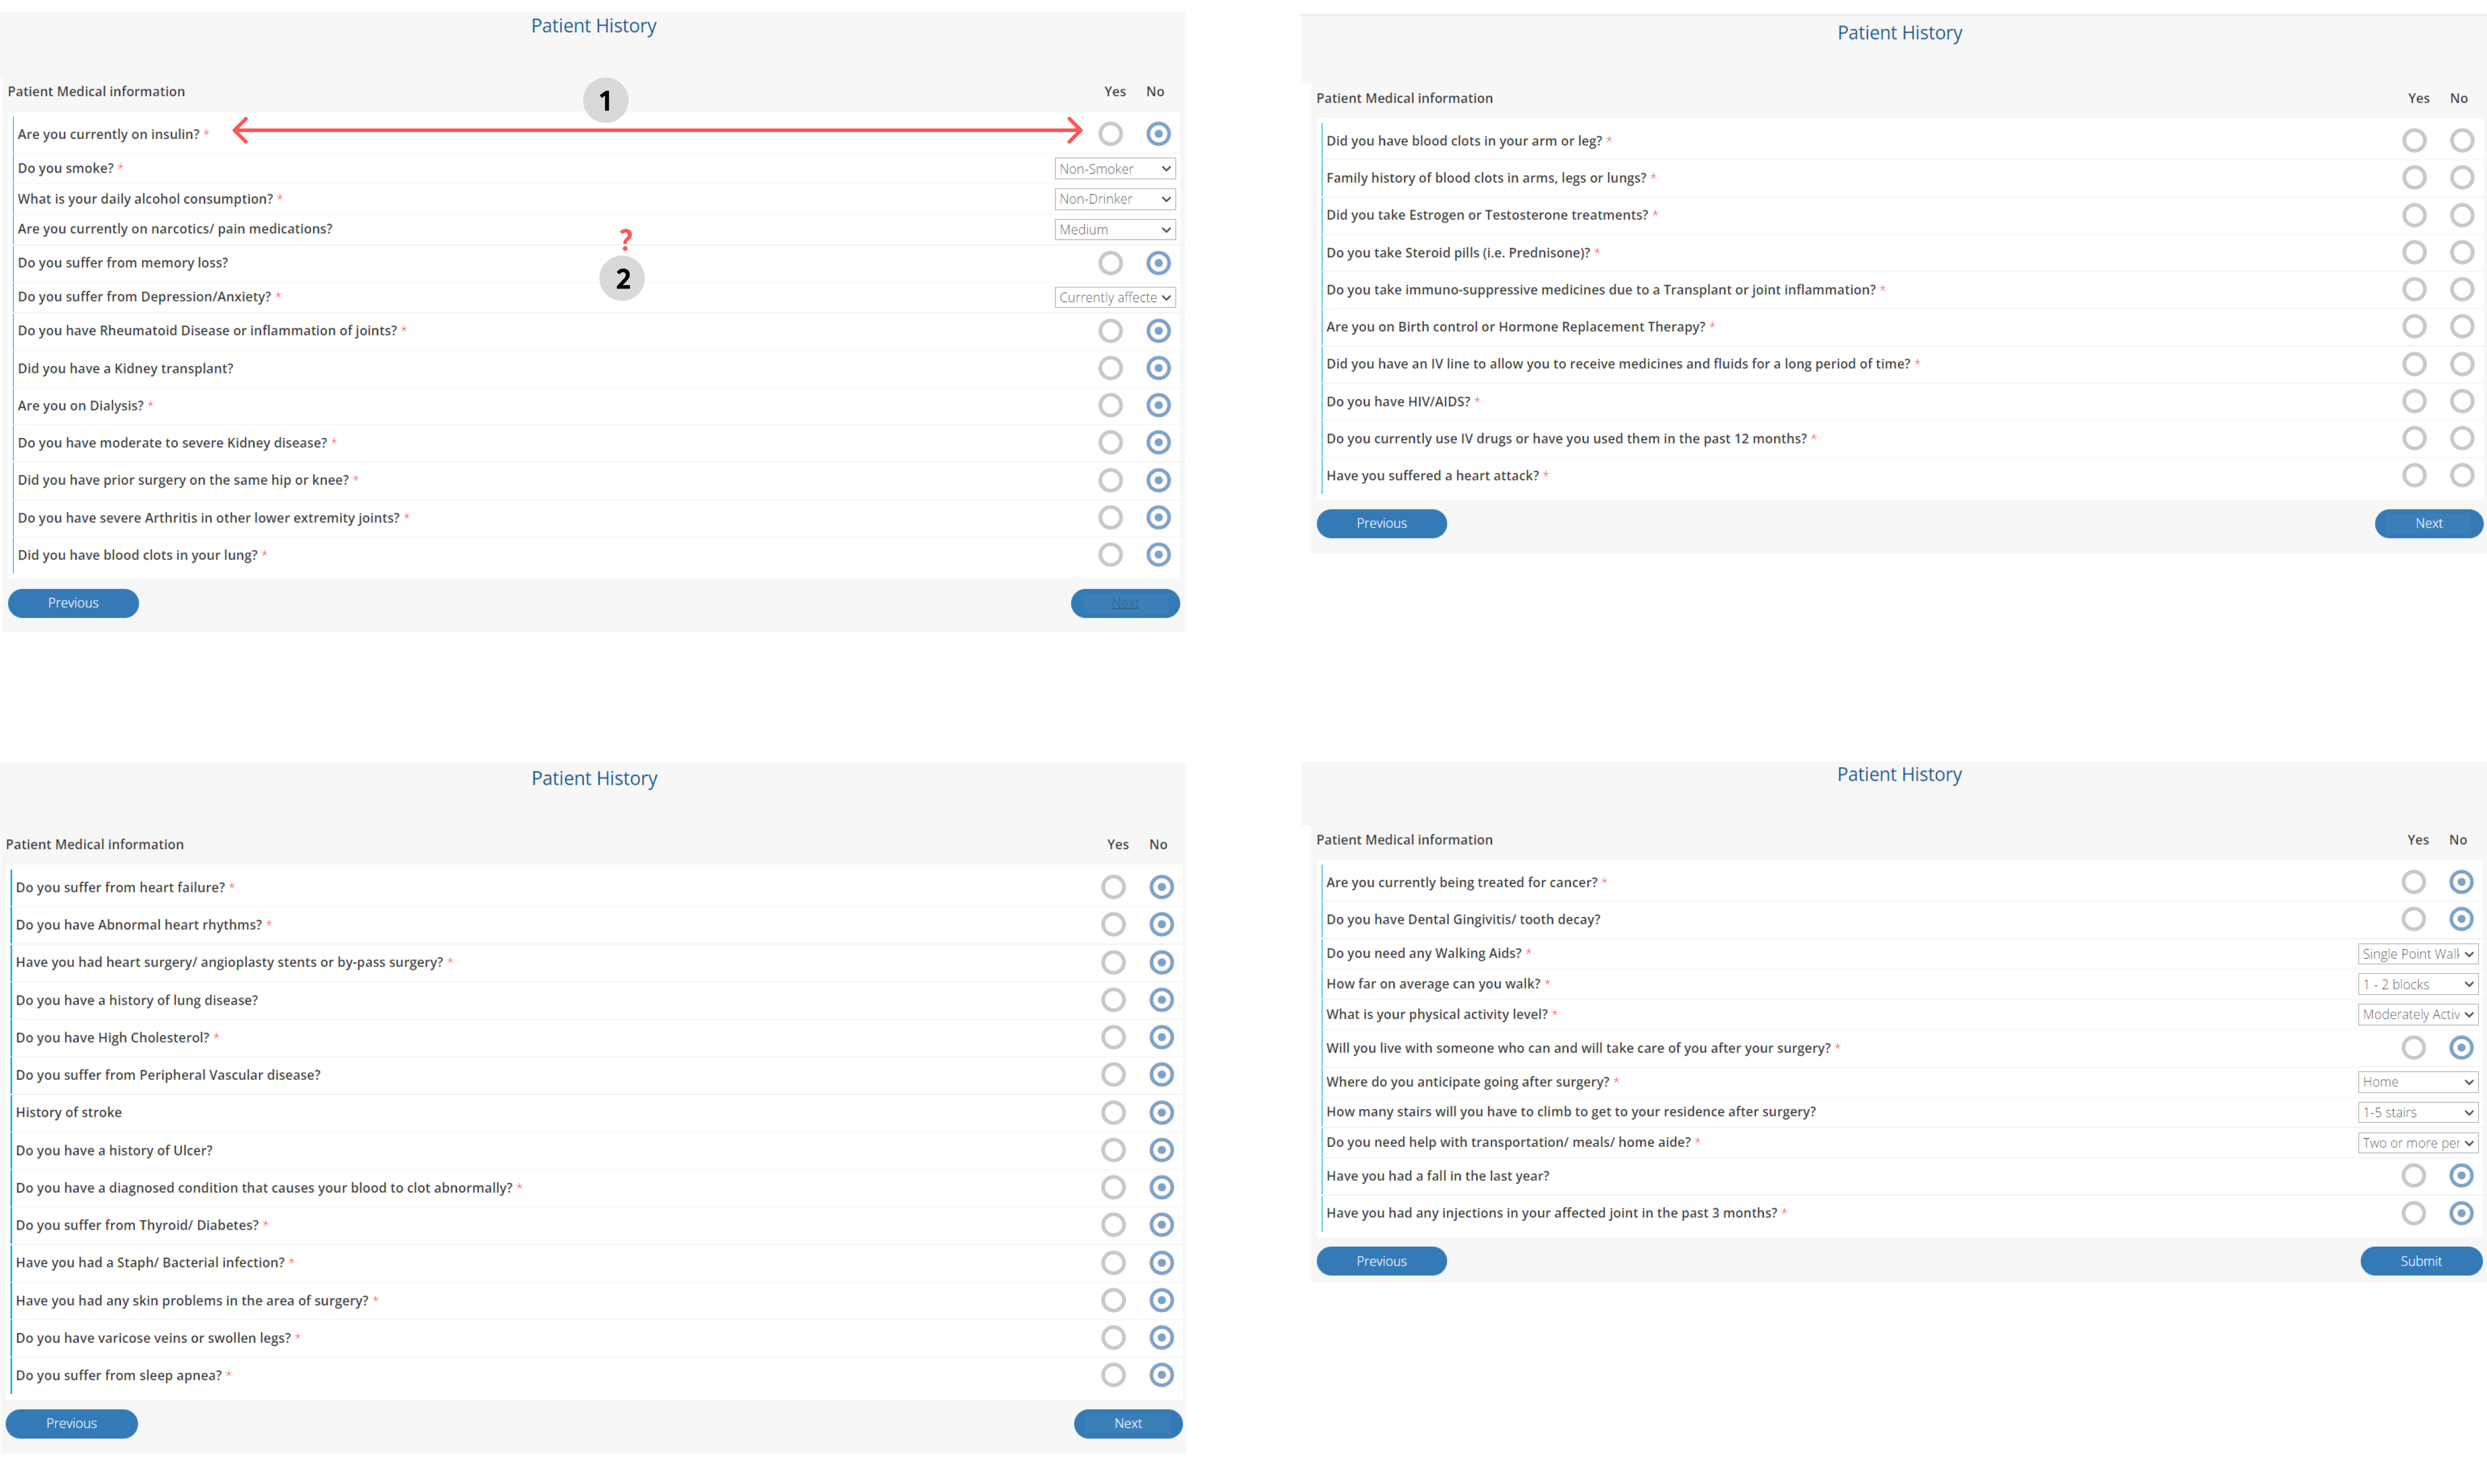 Patient History
1
Patient Medical information Yes No
Are you currently on insulin? *
Do you smoke? * Non-Smoker
What is your daily alcohol consumption? * Non-Drinker
Are you currently on narcotics/ pain medications? Medium
?
Do you suffer from memory loss?
2
Do you suffer from Depression/Anxiety? * Currently affecte
Do you have Rheumatoid Disease or inflammation of joints? *
Did you have a Kidney transplant?
Are you on Dialysis? *
Do you have moderate to severe Kidney disease? *
Did you have prior surgery on the same hip or knee? *
Do you have severe Arthritis in other lower extremity joints? *
Did you have blood clots in your lung? *
Previous Next
Patient History
Patient Medical information Yes No
Did you have blood clots in your arm or leg? *
Family history of blood clots in arms, legs or lungs? *
Did you take Estrogen or Testosterone treatments? *
Do you take Steroid pills (i.e. Prednisone)? *
Do you take immuno-suppressive medicines due to a Transplant or joint inflammation? *
Are you on Birth control or Hormone Replacement Therapy? *
Did you have an IV line to allow you to receive medicines and fluids for a long period of time? *
Do you have HIV/AIDS? *
Do you currently use IV drugs or have you used them in the past 12 months? *
Have you suffered a heart attack? *
Previous Next
Patient History
Patient Medical information Yes No
Do you suffer from heart failure? *
Do you have Abnormal heart rhythms? *
Have you had heart surgery/ angioplasty stents or by-pass surgery? *
Do you have a history of lung disease?
Do you have High Cholesterol? *
Do you suffer from Peripheral Vascular disease?
History of stroke
Do you have a history of Ulcer?
Do you have a diagnosed condition that causes your blood to clot abnormally? *
Do you suffer from Thyroid/ Diabetes? *
Have you had a Staph/ Bacterial infection? *
Have you had any skin problems in the area of surgery? *
Do you have varicose veins or swollen legs? *
Do you suffer from sleep apnea? *
Previous Next
Patient History
Patient Medical information Yes No
Are you currently being treated for cancer? *
Do you have Dental Gingivitis/ tooth decay?
Do you need any Walking Aids? * Single Point Walk
How far on average can you walk? * 1 - 2 blocks
What is your physical activity level? * Moderately Activ
Will you live with someone who can and will take care of you after your surgery? *
Where do you anticipate going after surgery? * Home
How many stairs will you have to climb to get to your residence after surgery? 1-5 stairs
Do you need help with transportation/ meals/ home aide? * Two or more per
Have you had a fall in the last year?
Have you had any injections in your affected joint in the past 3 months? *
Previous Submit